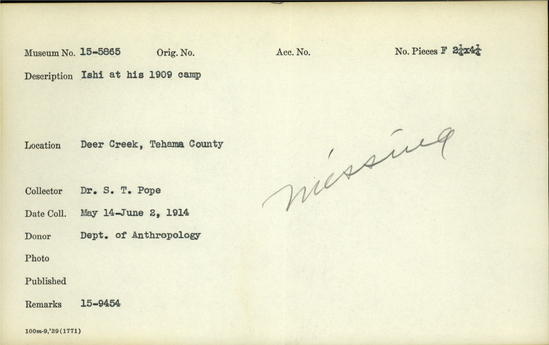 Museum No. 15-5865 Orig. No. Acc. No. No. Pieces F 2¼x4¼
Description Ishi at his 1909 camp
Location Deer Creek, Tehama County
missing
Collector Dr. S. T. Pope
Date Coll. May 14-June 2, 1914
Donor Dept. of Anthropology
Photo
Published
Remarks 15-9454
100m-9,'39(1771)